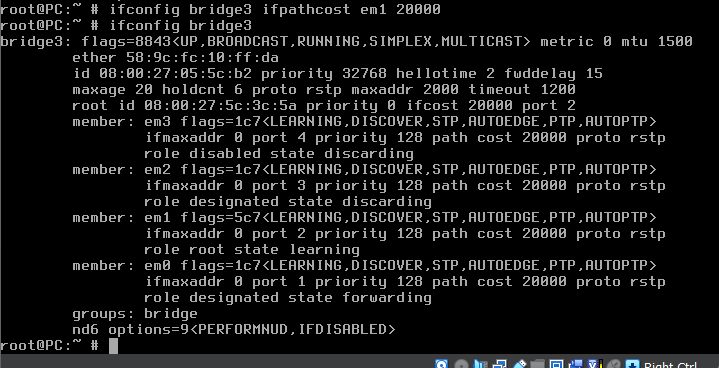 root@PC:~ # ifconfig bridge3 ifpathcost em1 20000
root@PC:~ # ifconfig bridge3
bridge3: flags=8843<UP,BROADCAST,RUNNING,SIMPLEX,MULTICAST> metric 0 mtu 1500
ether 58:9c:fc:10:ff:da
id 08:00:27:05:5c:b2 priority 32768 hellotime 2 fwddelay 15
maxage 20 holdcnt 6 proto rstp maxaddr 2000 timeout 1200
root id 08:00:27:5c:3c:5a priority 0 ifcost 20000 port 2
member: em3 flags=1c7<LEARNING,DISCOVER,STP,AUTOEDGE,PTP,AUTOPTP>
ifmaxaddr 0 port 4 priority 128 path cost 20000 proto rstp
role disabled state discarding
member: em2 flags=1c7<LEARNING,DISCOVER,STP,AUTOEDGE,PTP,AUTOPTP>
ifmaxaddr 0 port 3 priority 128 path cost 20000 proto rstp
role designated state discarding
member: em1 flags=5c7<LEARNING,DISCOVER,STP,AUTOEDGE,PTP,AUTOPTP>
ifmaxaddr 0 port 2 priority 128 path cost 20000 proto rstp
role root state learning
member: em0 flags=1c7<LEARNING,DISCOVER,STP,AUTOEDGE,PTP,AUTOPTP>
ifmaxaddr 0 port 1 priority 128 path cost 20000 proto rstp
role designated state forwarding
groups: bridge
nd6 options=9<PERFORMNUD,IFDISABLED>
root@PC:~ #
Right Ctrl